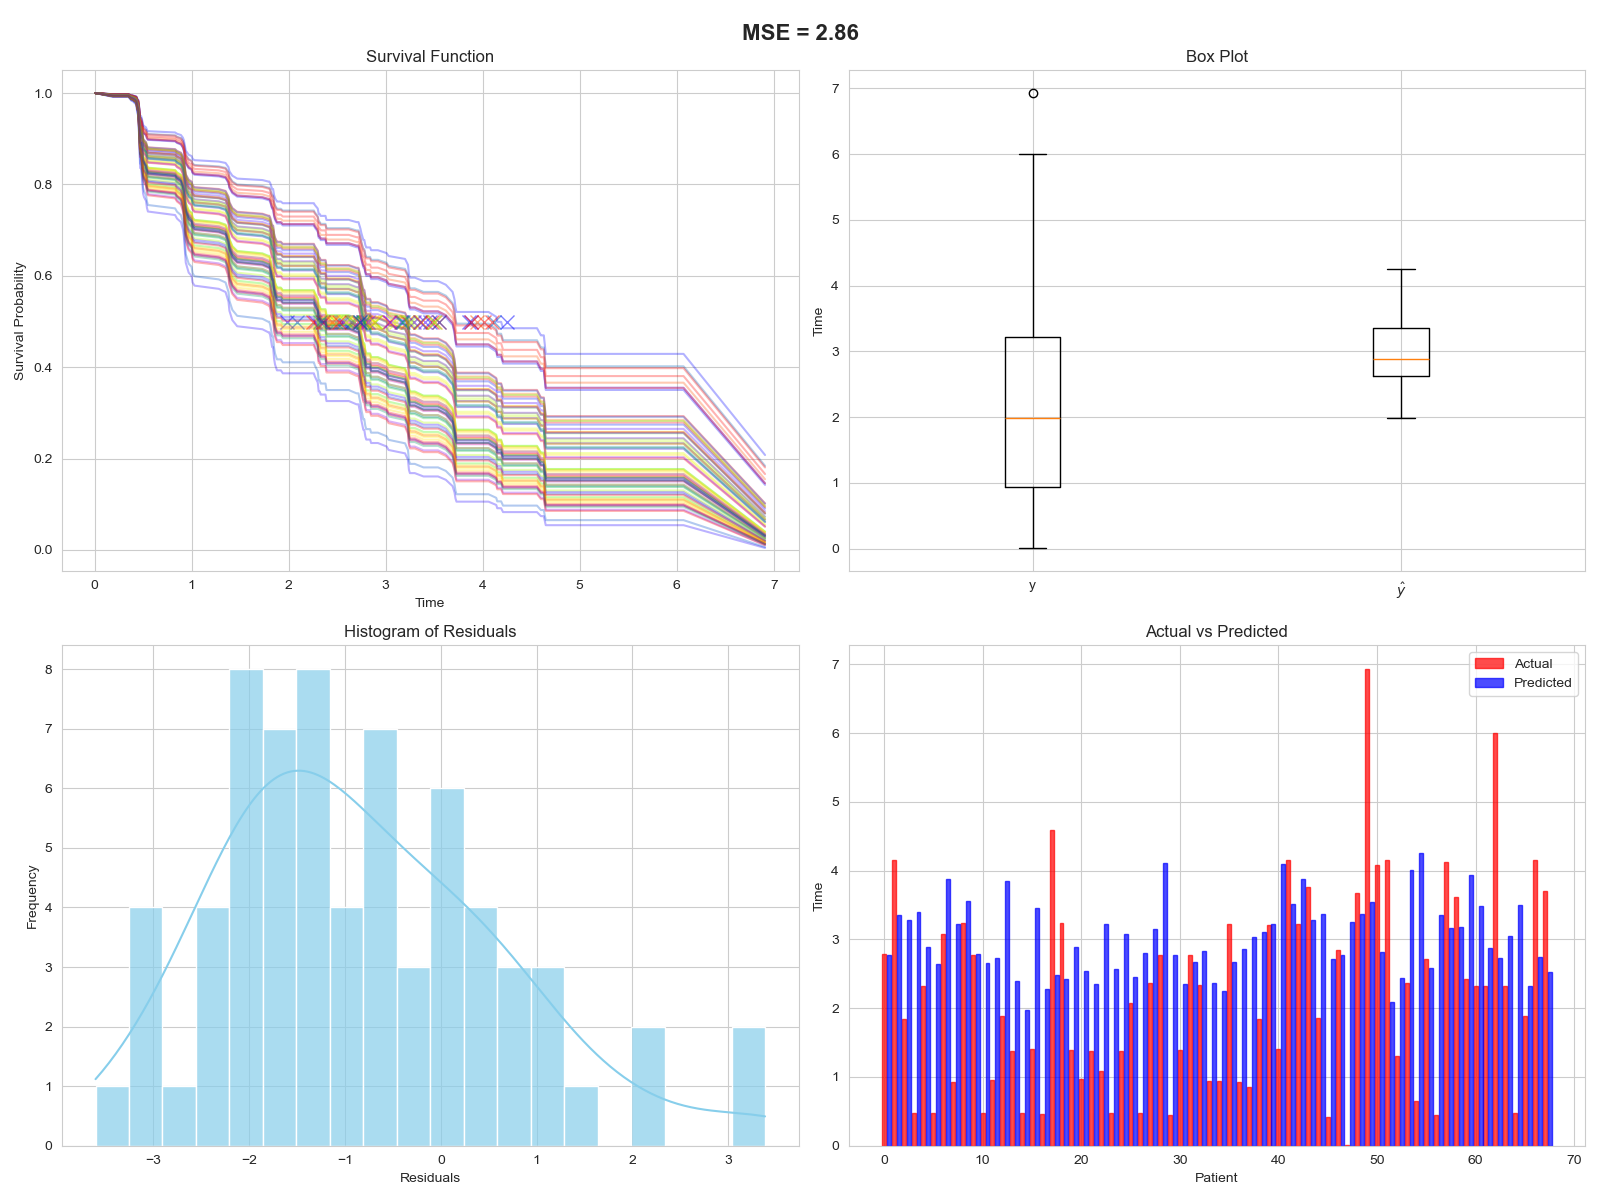 MSE = 2.86
Survival Function
Survival Probability
1.0
0.8
0.6
0.4
0.2
0.0
0 1 2 3 4 5 6 7
Time
Box Plot
Time
7
6
5
4
3
2
1
0
y ŷ
Histogram of Residuals
Frequency
8
7
6
5
4
3
2
1
0
−3 −2 −1 0 1 2 3
Residuals
Actual vs Predicted
Actual
Predicted
Time
7
6
5
4
3
2
1
0
0 10 20 30 40 50 60 70
Patient